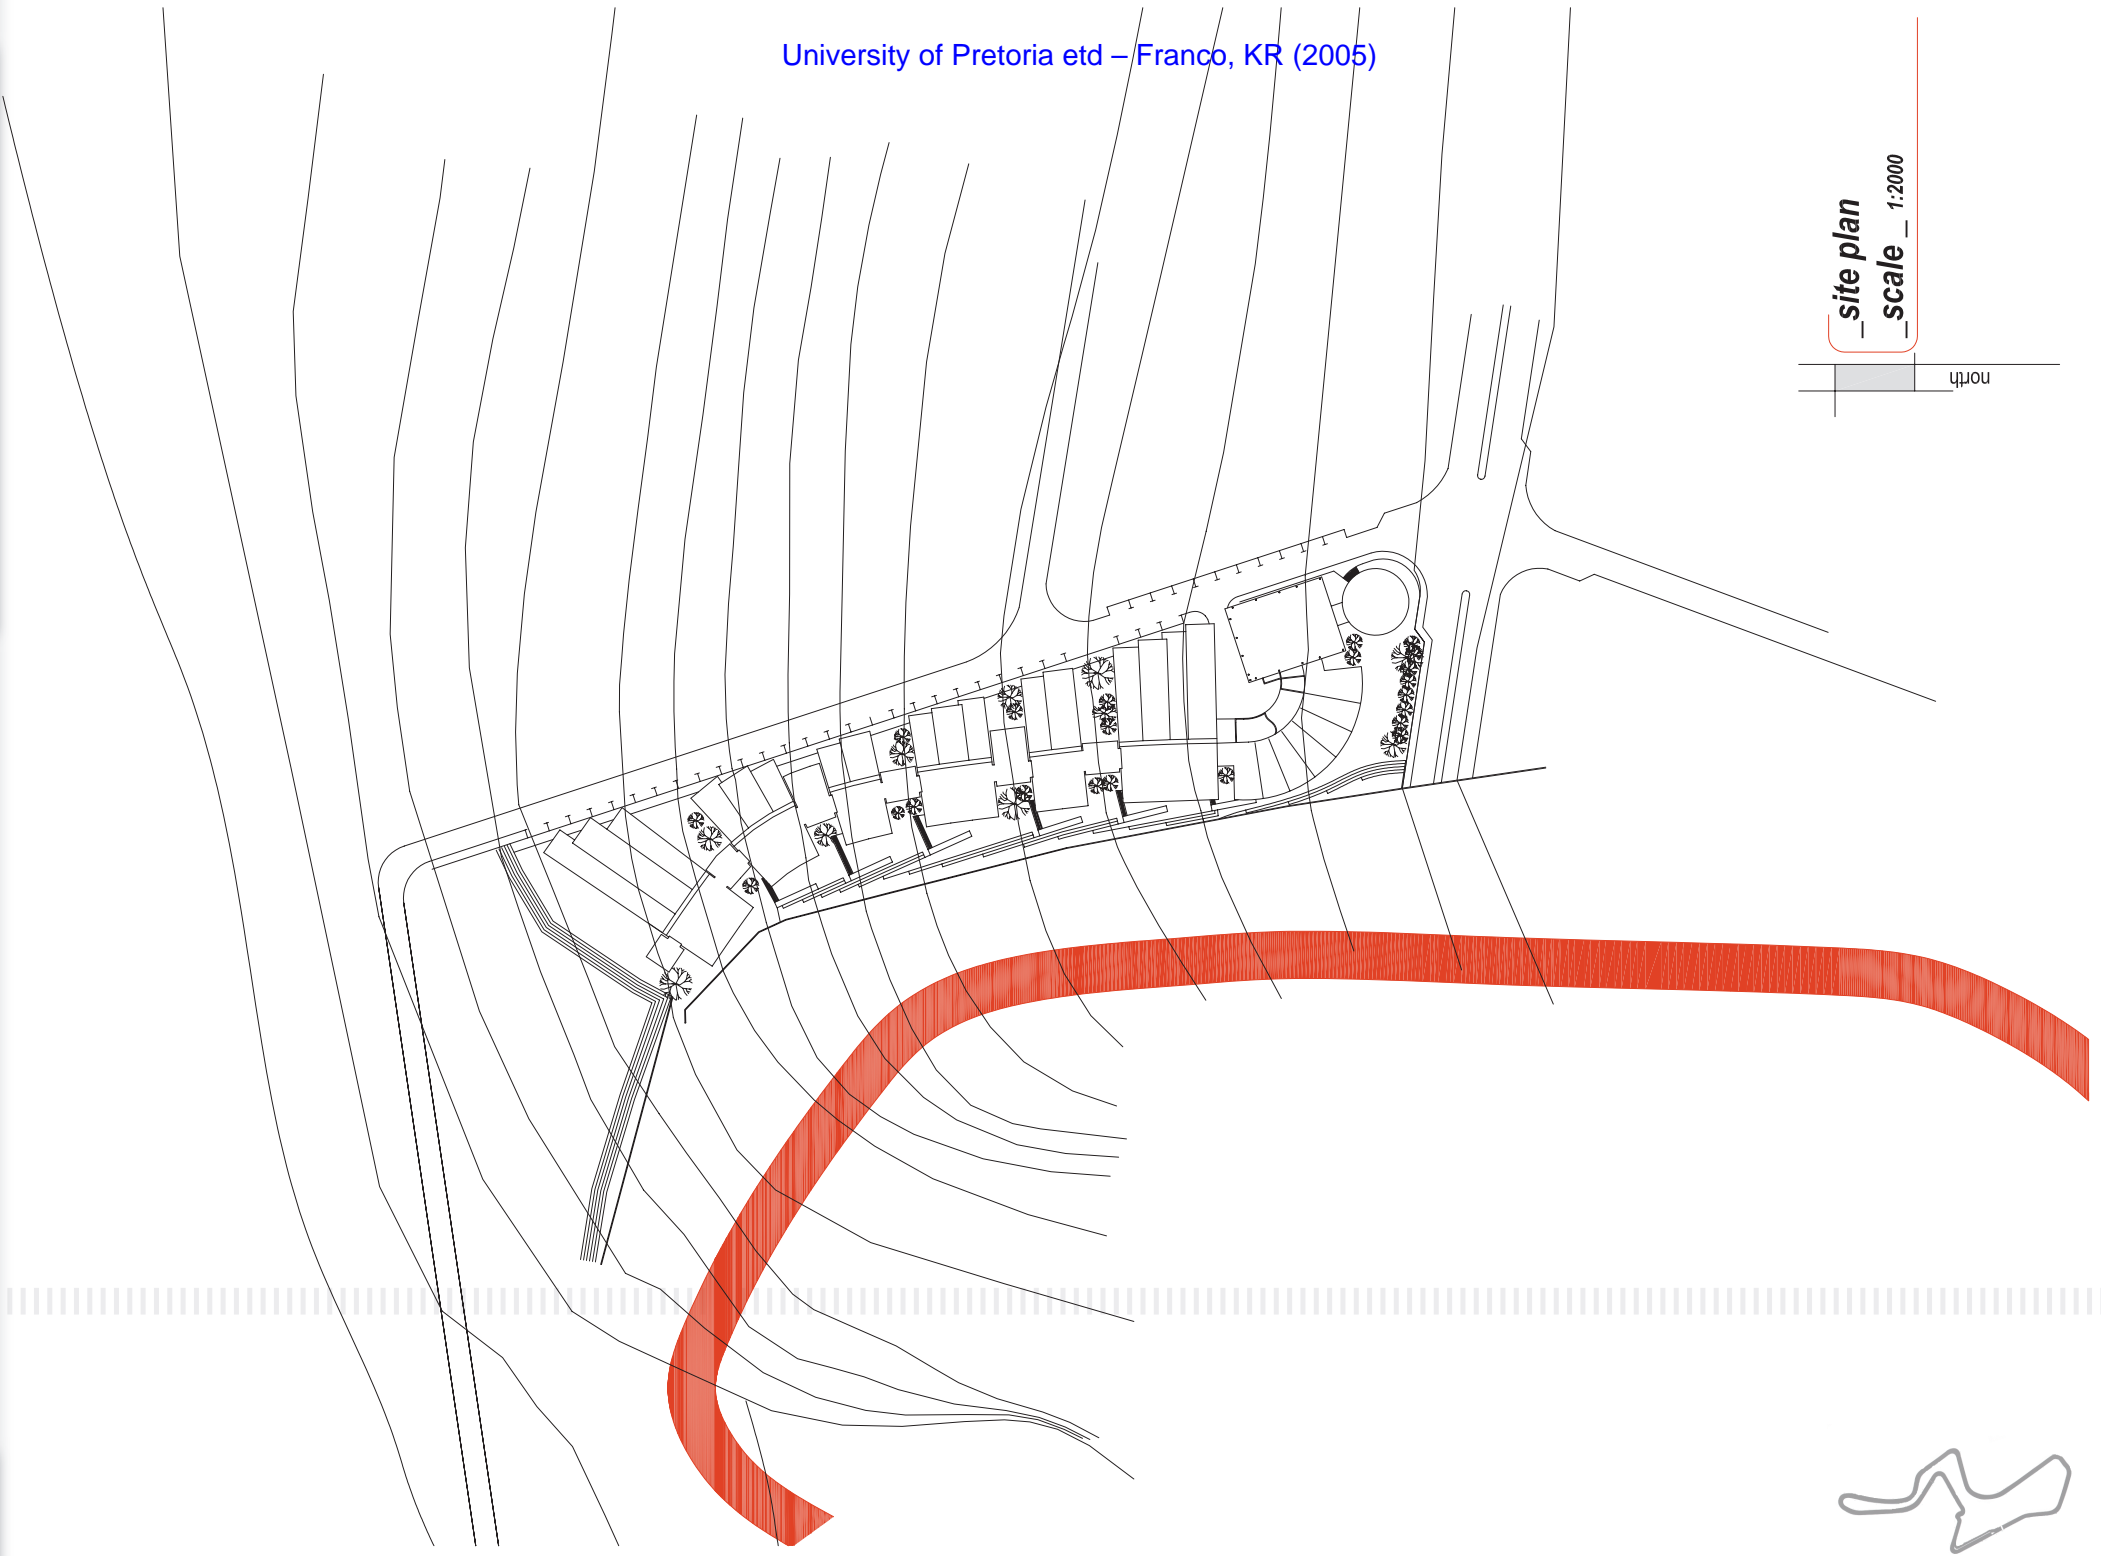 University of Pretoria etd – Franco, KR (2005)
_site plan
_scale _ 1:2000
north